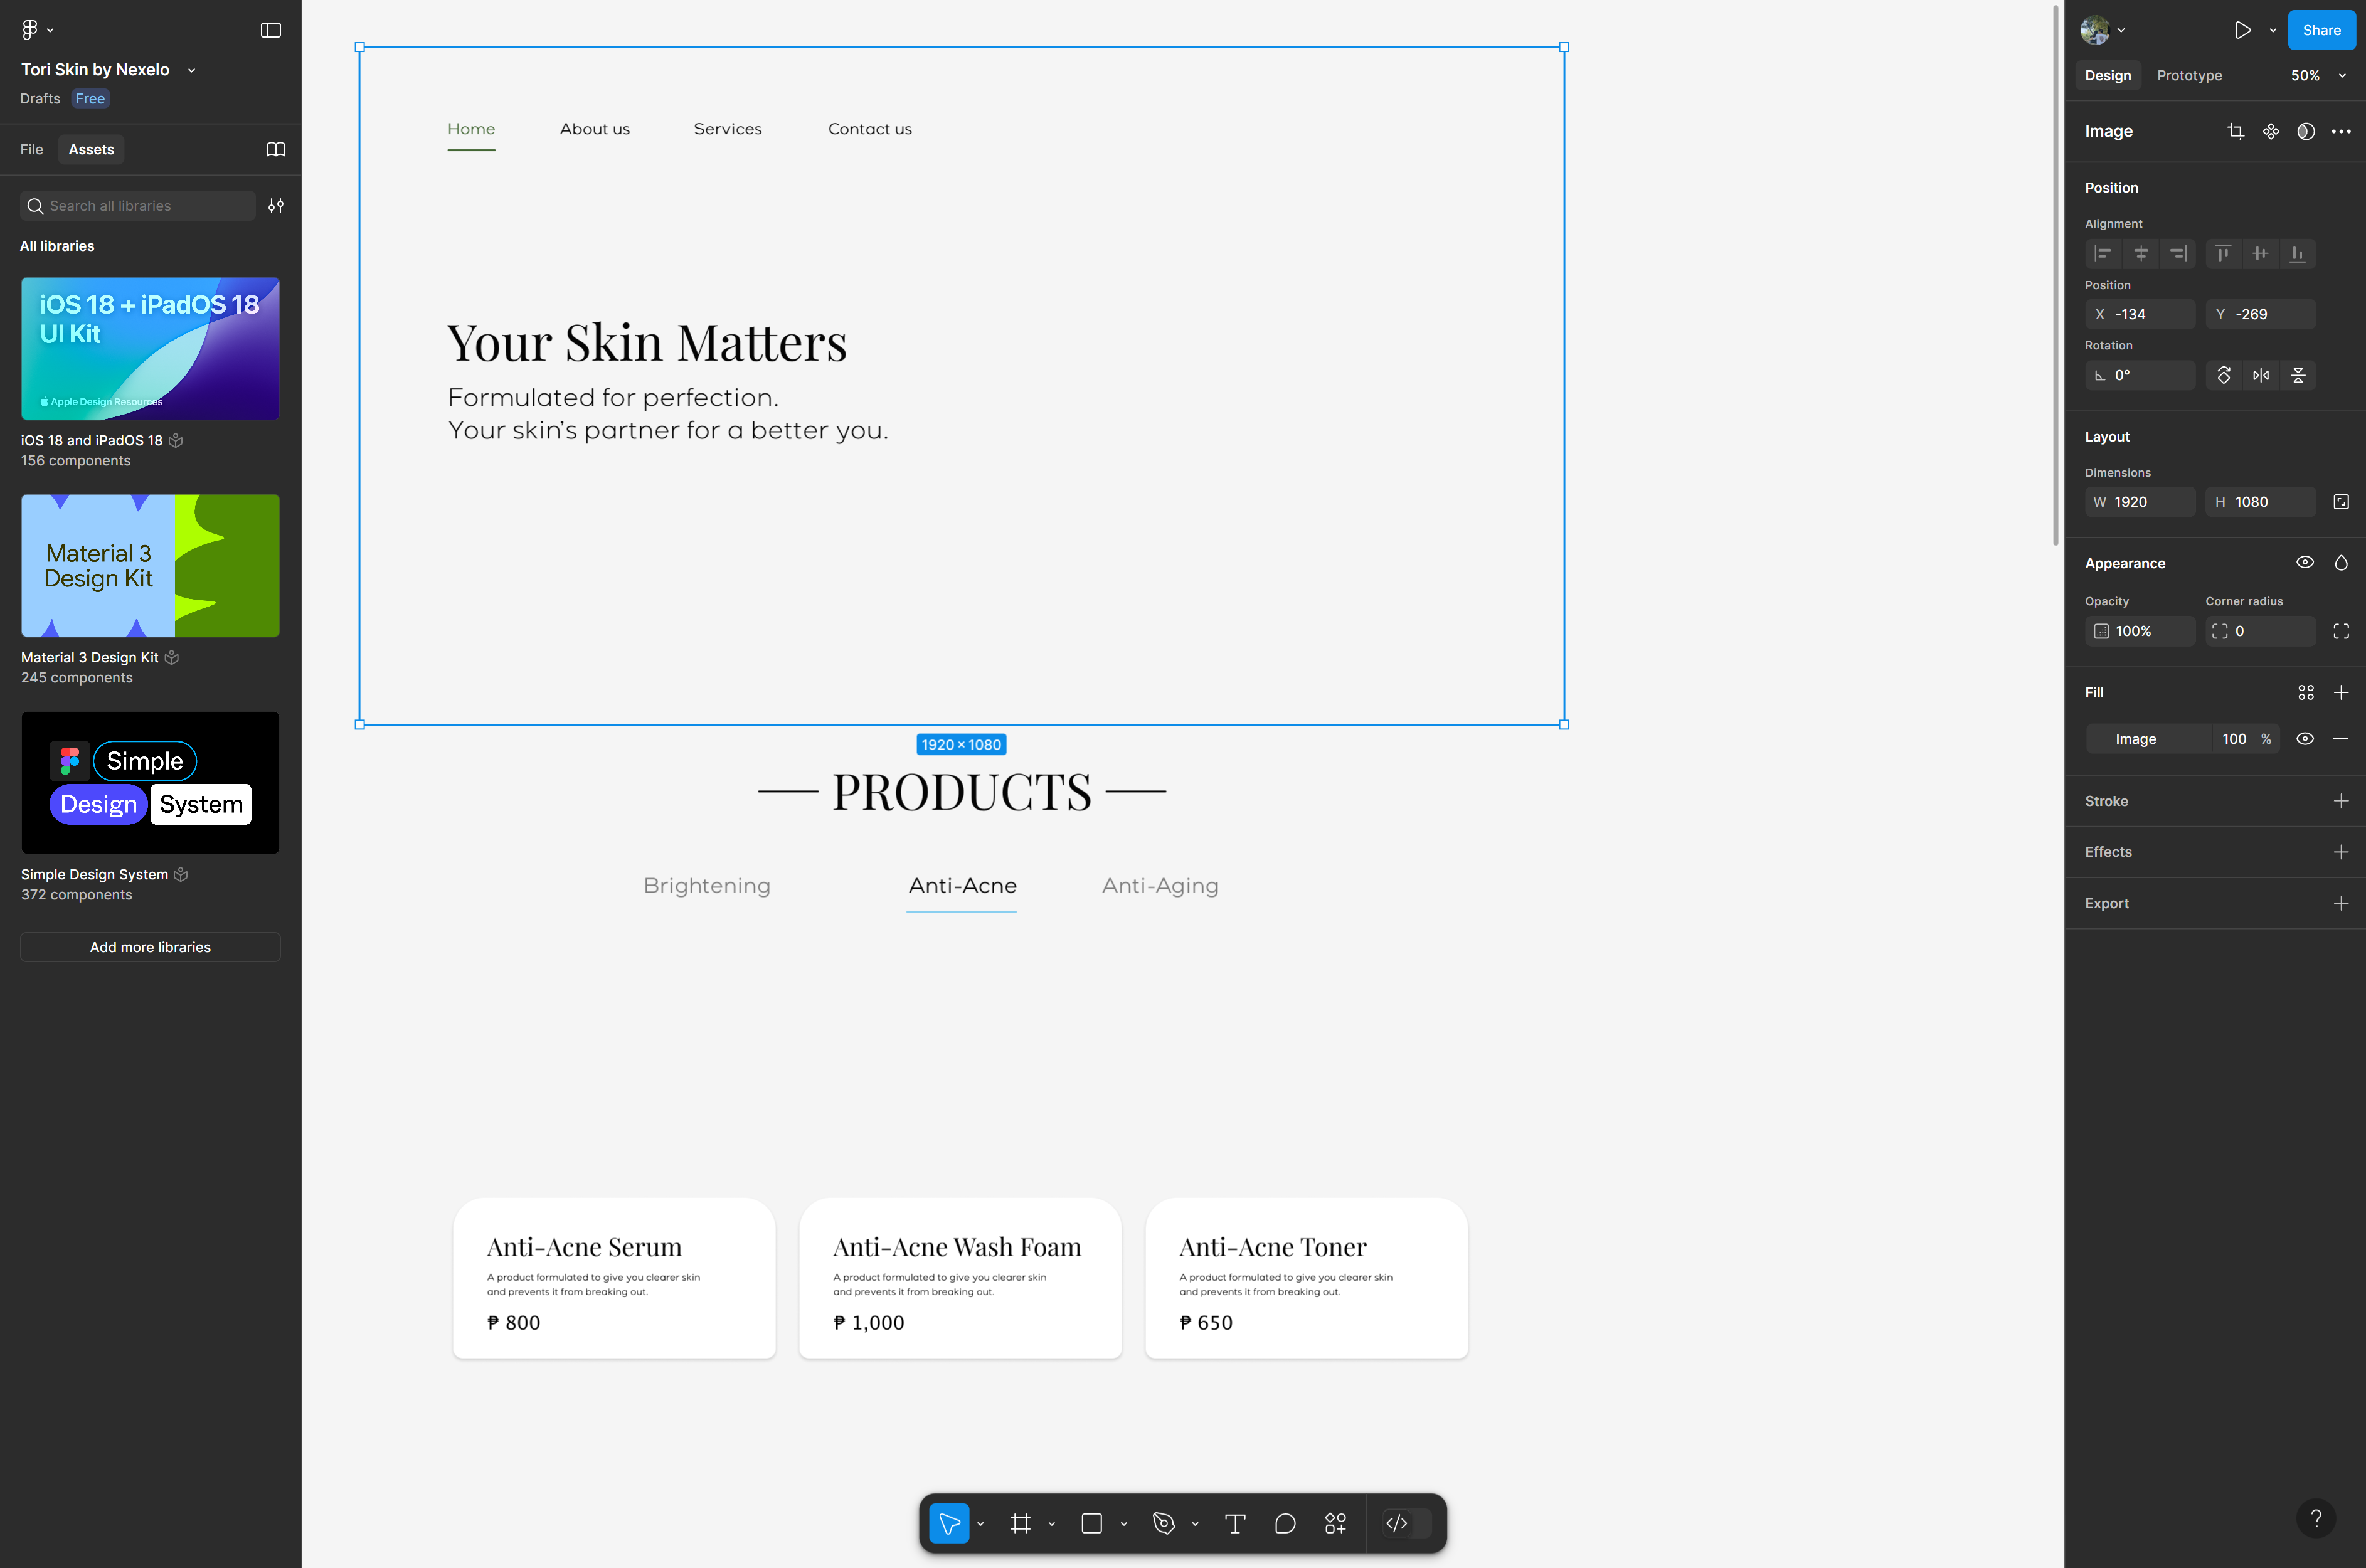 Tori Skin by Nexelo
Drafts Free
File Assets
Search all libraries
All libraries
iOS 18 + iPadOS 18
UI Kit
Apple Design Resources
iOS 18 and iPadOS 18
156 components
Material 3
Design Kit
Material 3 Design Kit
245 components
Simple
Design System
Simple Design System
372 components
Add more libraries
Home About us Services Contact us
Your Skin Matters
Formulated for perfection.
Your skin’s partner for a better you.
1920 × 1080
PRODUCTS
Brightening Anti-Acne Anti-Aging
Anti-Acne Serum
A product formulated to give you clearer skin
and prevents it from breaking out.
₱ 800
Anti-Acne Wash Foam
A product formulated to give you clearer skin
and prevents it from breaking out.
₱ 1,000
Anti-Acne Toner
A product formulated to give you clearer skin
and prevents it from breaking out.
₱ 650
Share
Design Prototype 50%
Image
Position
Alignment
Position
X -134 Y -269
Rotation
0°
Layout
Dimensions
W 1920 H 1080
Appearance
Opacity Corner radius
100% 0
Fill
Image 100 %
Stroke
Effects
Export
?